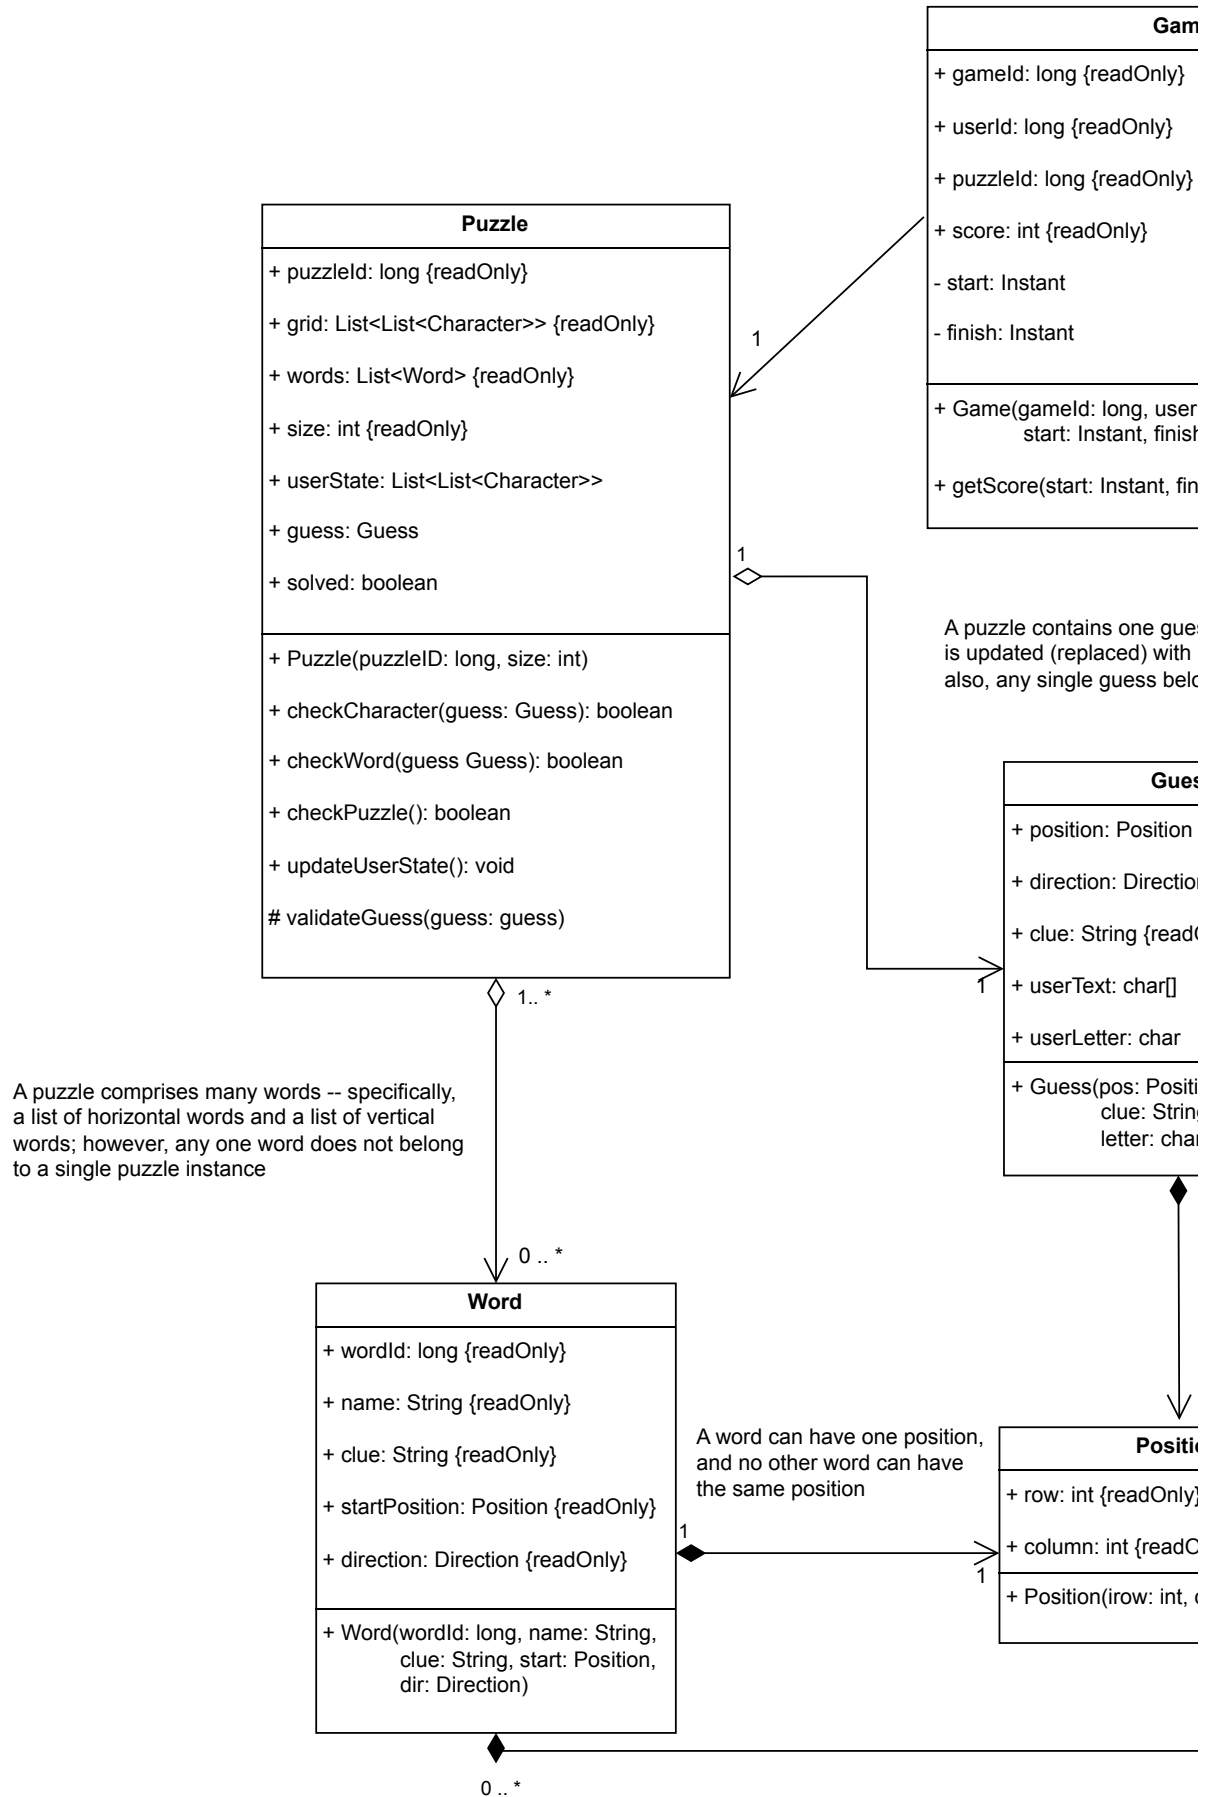 Gam
+ gameId: long {readOnly}
+ userId: long {readOnly}
+ puzzleId: long {readOnly}
+ score: int {readOnly}
- start: Instant
- finish: Instant
+ Game(gameId: long, user
start: Instant, finish
+ getScore(start: Instant, fin
Puzzle
+ puzzleId: long {readOnly}
+ grid: List<List<Character>> {readOnly}
+ words: List<Word> {readOnly}
+ size: int {readOnly}
+ userState: List<List<Character>>
+ guess: Guess
+ solved: boolean
+ Puzzle(puzzleID: long, size: int)
+ checkCharacter(guess: Guess): boolean
+ checkWord(guess Guess): boolean
+ checkPuzzle(): boolean
+ updateUserState(): void
# validateGuess(guess: guess)
1
1
A puzzle contains one gues
is updated (replaced) with
also, any single guess belo
Gues
+ position: Position
+ direction: Direction
+ clue: String {readO
+ userText: char[]
+ userLetter: char
+ Guess(pos: Positi
clue: String
letter: char
1
1.. *
A puzzle comprises many words -- specifically,
a list of horizontal words and a list of vertical
words; however, any one word does not belong
to a single puzzle instance
0 .. *
Word
+ wordId: long {readOnly}
+ name: String {readOnly}
+ clue: String {readOnly}
+ startPosition: Position {readOnly}
+ direction: Direction {readOnly}
+ Word(wordId: long, name: String,
clue: String, start: Position,
dir: Direction)
A word can have one position,
and no other word can have
the same position
1
1
Positio
+ row: int {readOnly}
+ column: int {readO
+ Position(irow: int, c
0 .. *